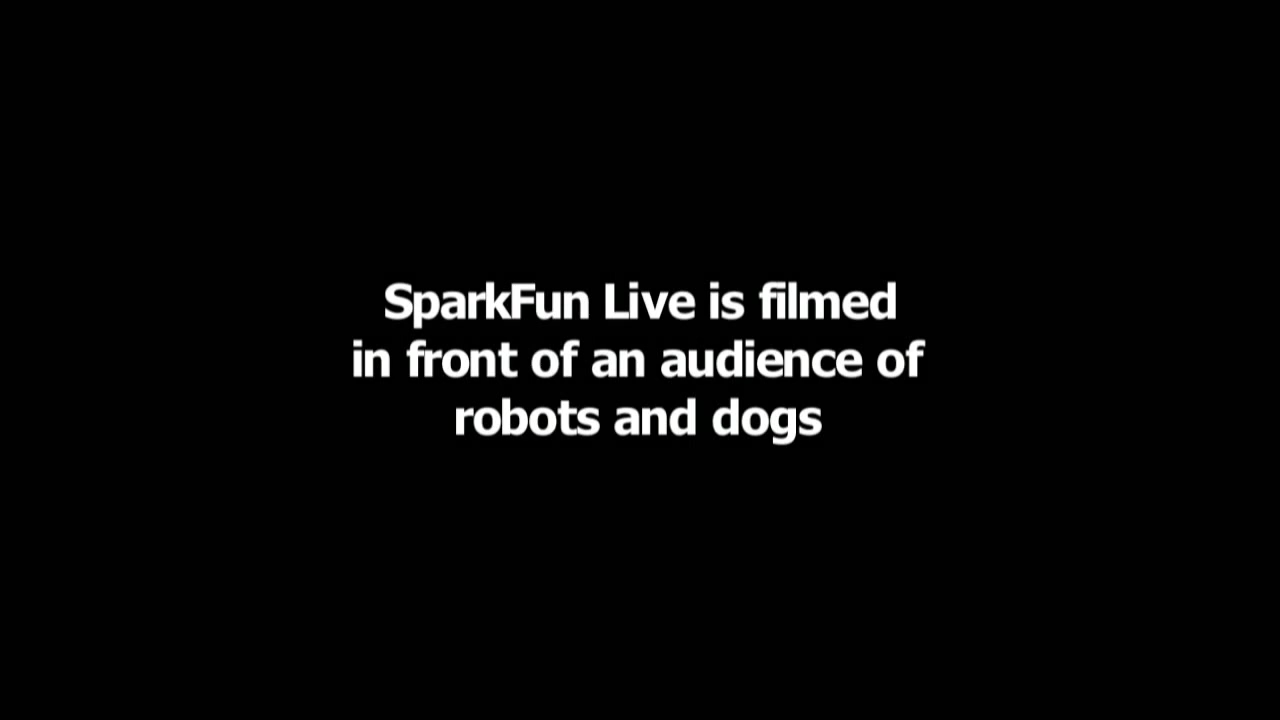 SparkFun Live is filmed
in front of an audience of
robots and dogs